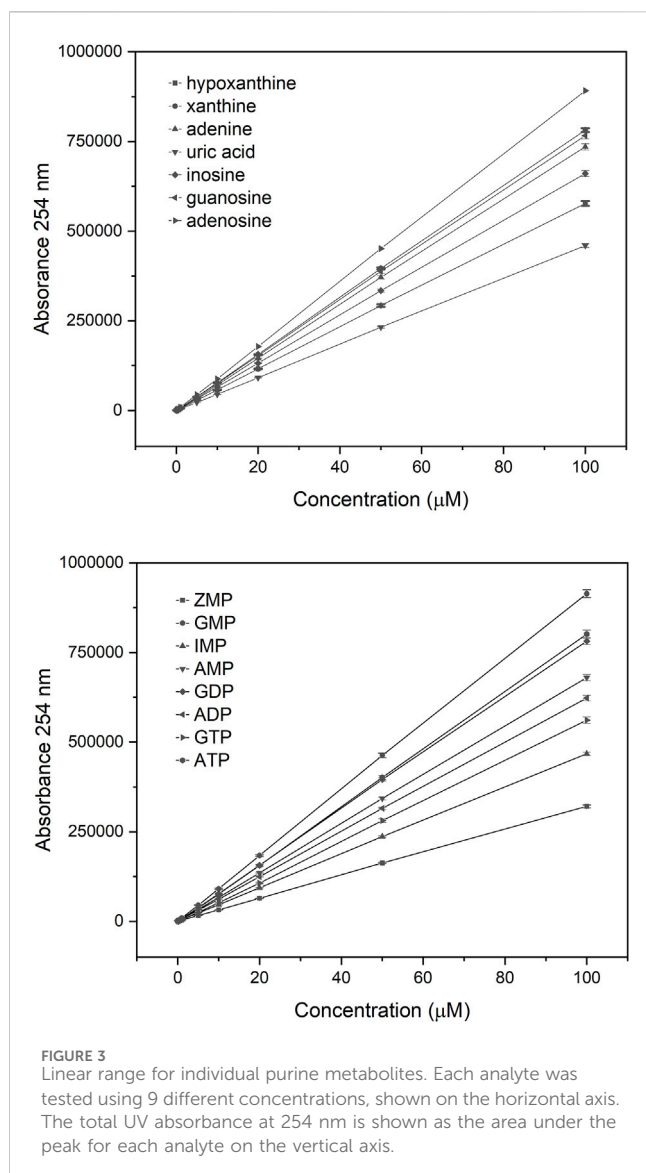 1000000
750000
500000
250000
0
Absorance 254 nm
hypoxanthine
xanthine
adenine
uric acid
inosine
guanosine
adenosine
0 20 40 60 80 100
Concentration (μM)
1000000
750000
500000
250000
0
Absorbance 254 nm
ZMP
GMP
IMP
AMP
GDP
ADP
GTP
ATP
0 20 40 60 80 100
Concentration (μM)
FIGURE 3
Linear range for individual purine metabolites. Each analyte was
tested using 9 different concentrations, shown on the horizontal axis.
The total UV absorbance at 254 nm is shown as the area under the
peak for each analyte on the vertical axis.